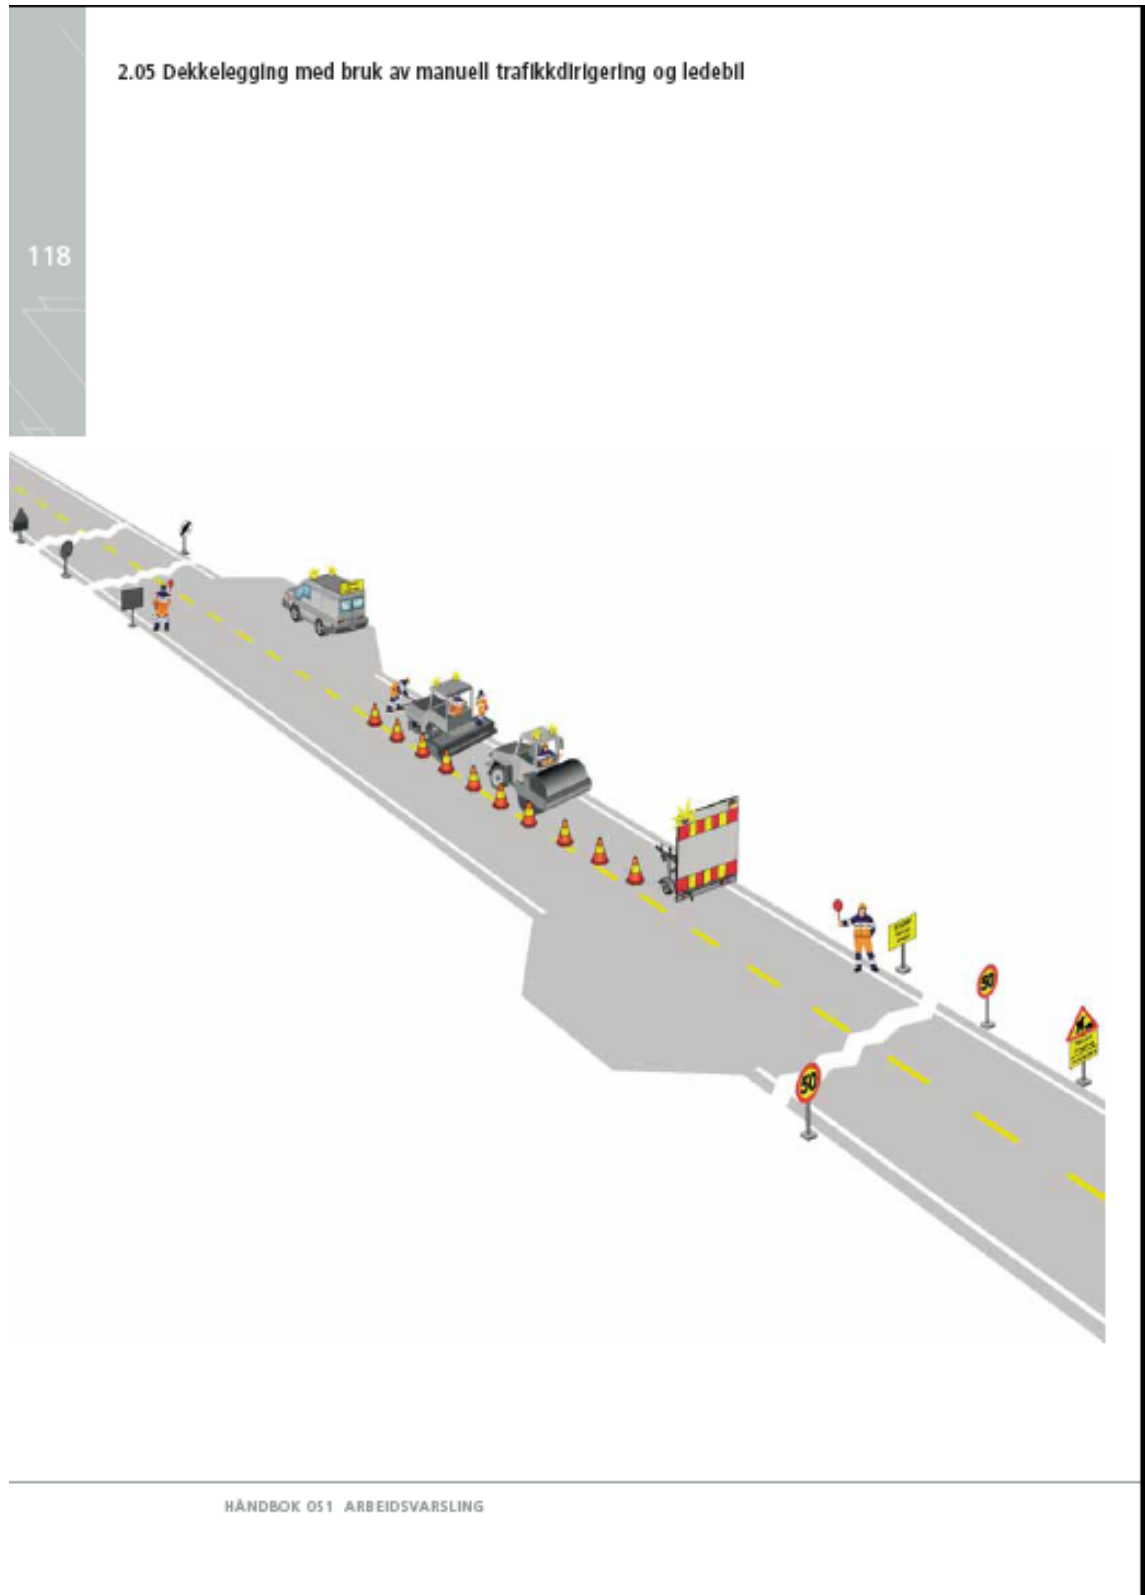 2.05 Dekkelegging med bruk av manuell trafikkdirigering og ledebil
118
50
50
HÅNDBOK 051 ARBEIDSVARSLING